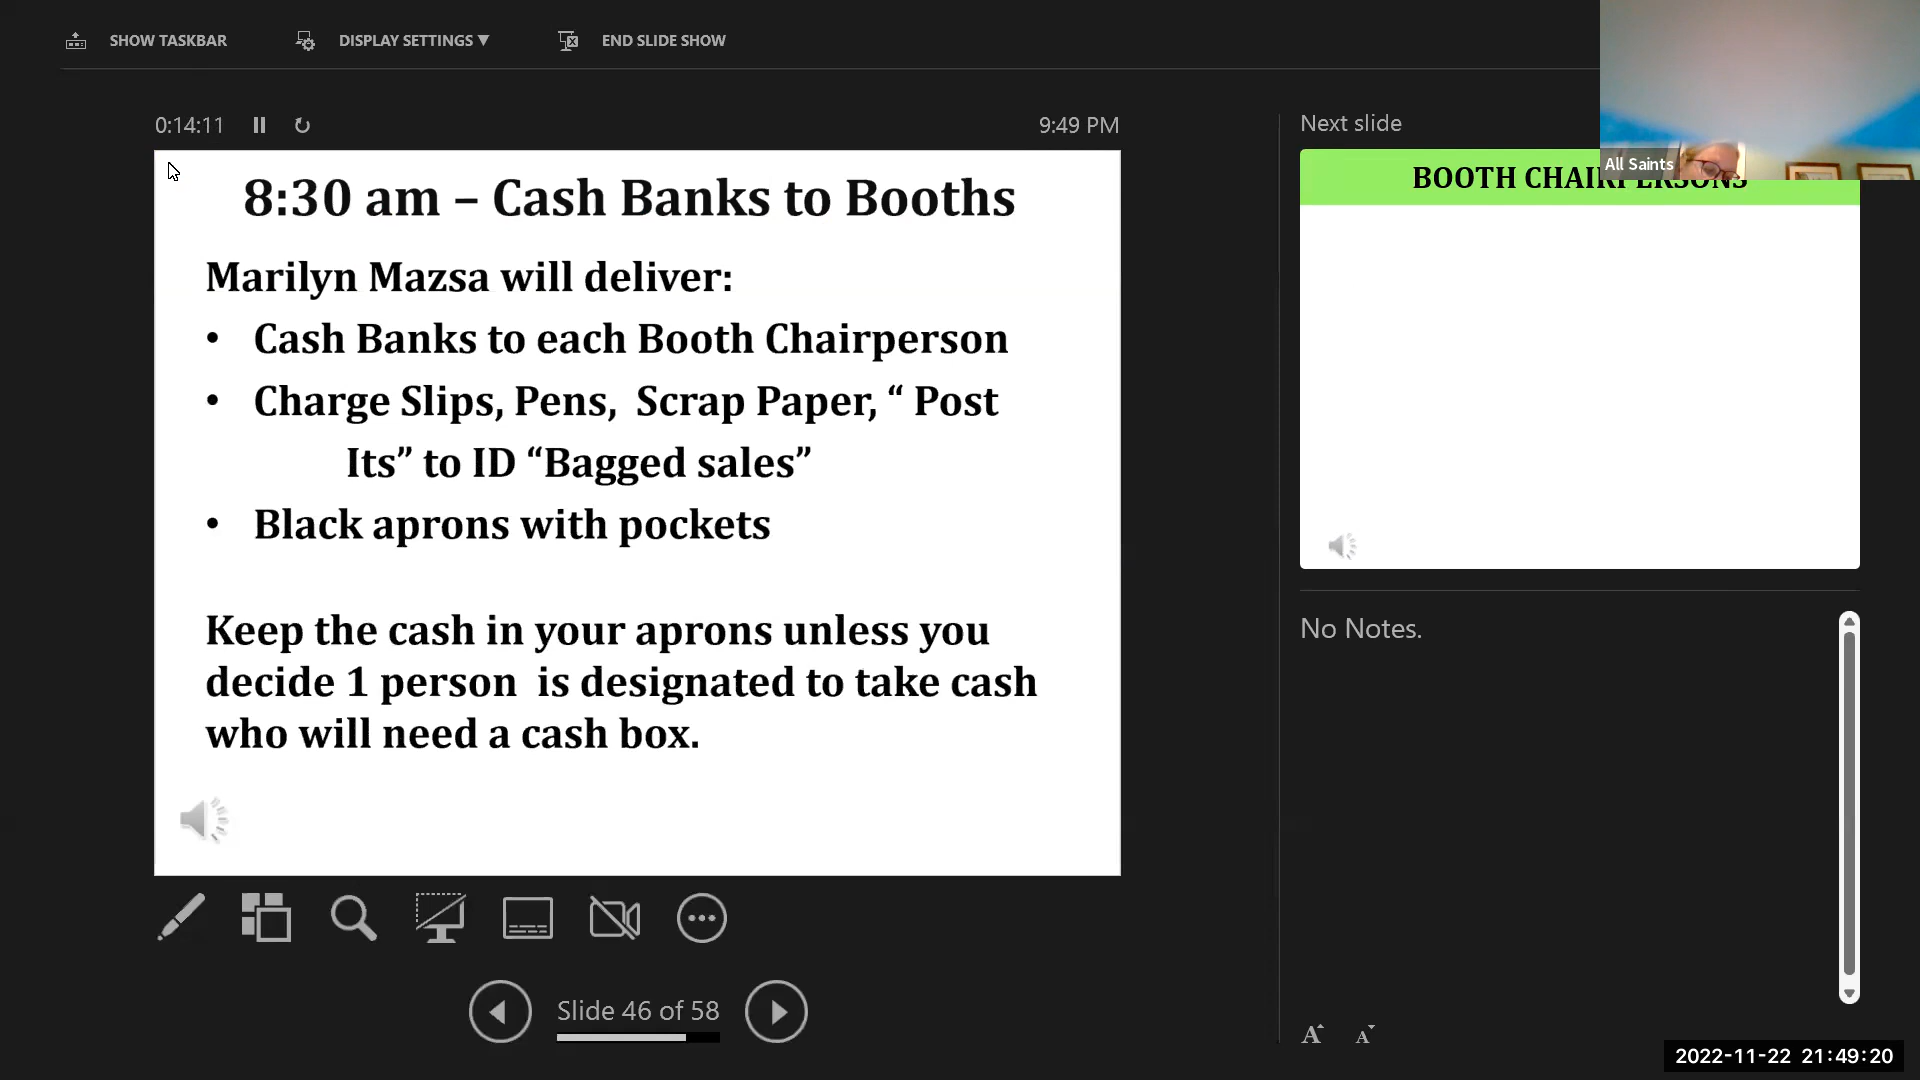 SHOW TASKBAR
DISPLAY SETTINGS ▼
END SLIDE SHOW
0:14:11
9:49 PM
8:30 am – Cash Banks to Booths
Marilyn Mazsa will deliver:
• Cash Banks to each Booth Chairperson
• Charge Slips, Pens,  Scrap Paper, “ Post
Its” to ID “Bagged sales”
• Black aprons with pockets
Keep the cash in your aprons unless you
decide 1 person  is designated to take cash
who will need a cash box.
Slide 46 of 58
Next slide
All Saints
BOOTH CHAIRPERSONS
No Notes.
A A
2022-11-22 21:49:20